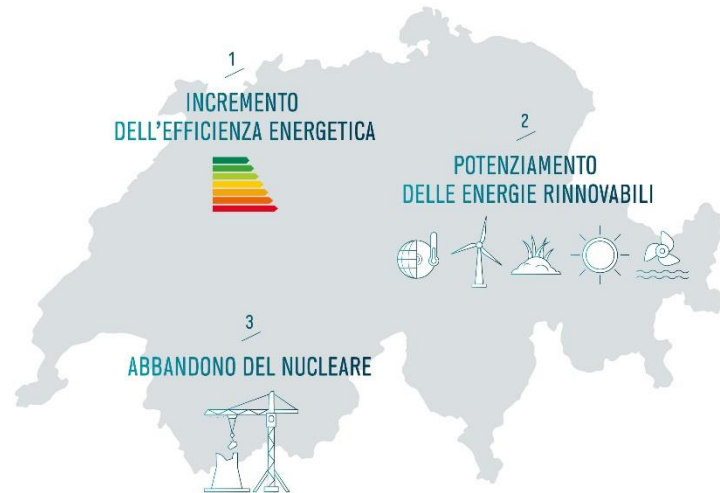 1
INCREMENTO
DELL'EFFICIENZA ENERGETICA
2
POTENZIAMENTO
DELLE ENERGIE RINNOVABILI
3
ABBANDONO DEL NUCLEARE